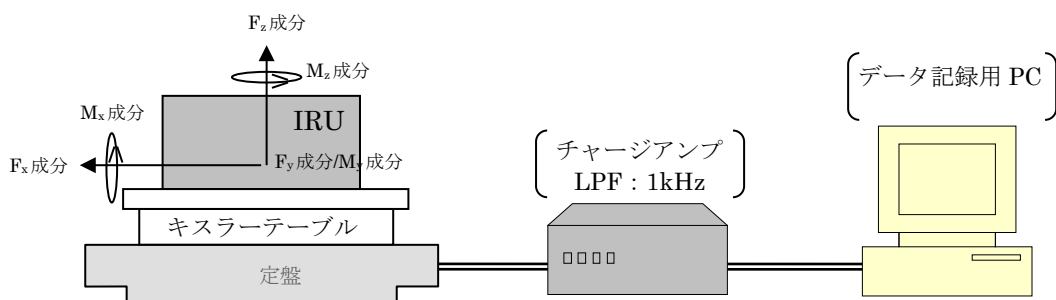 Fz成分
Mz成分
Mx成分
IRU
Fx成分
Fy成分/My成分
キスラーテーブル
定盤
チャージアンプ
LPF : 1kHz
データ記録用 PC